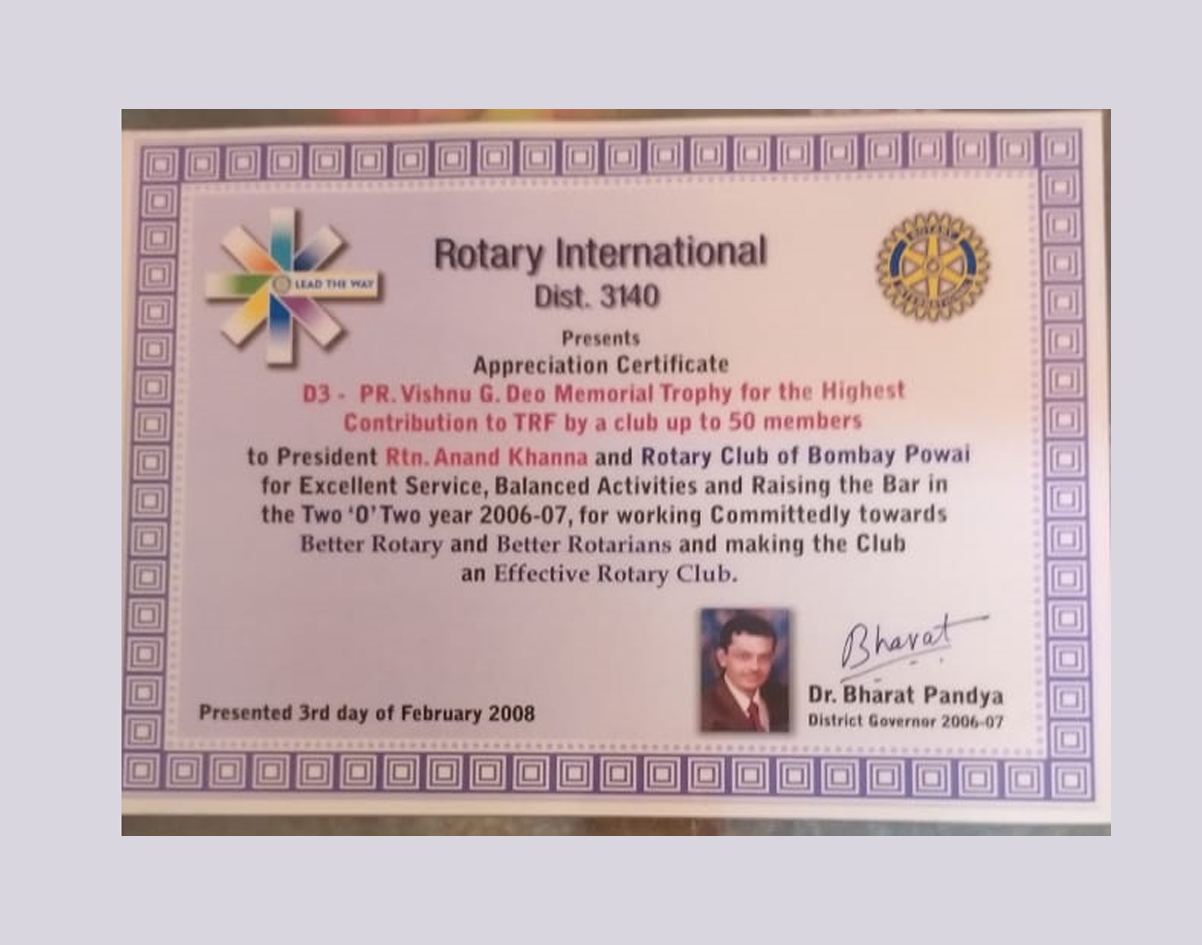 LEAD THE WAY
ROTARY
INTERNATIONAL
Rotary International
Dist. 3140
Presents
Appreciation Certificate
D3 - PR. Vishnu G. Deo Memorial Trophy for the Highest
Contribution to TRF by a club up to 50 members
to President Rtn. Anand Khanna and Rotary Club of Bombay Powai
for Excellent Service, Balanced Activities and Raising the Bar in
the Two 'O' Two year 2006-07, for working Committedly towards
Better Rotary and Better Rotarians and making the Club
an Effective Rotary Club.
Bharat
Dr. Bharat Pandya
District Governor 2006-07
Presented 3rd day of February 2008